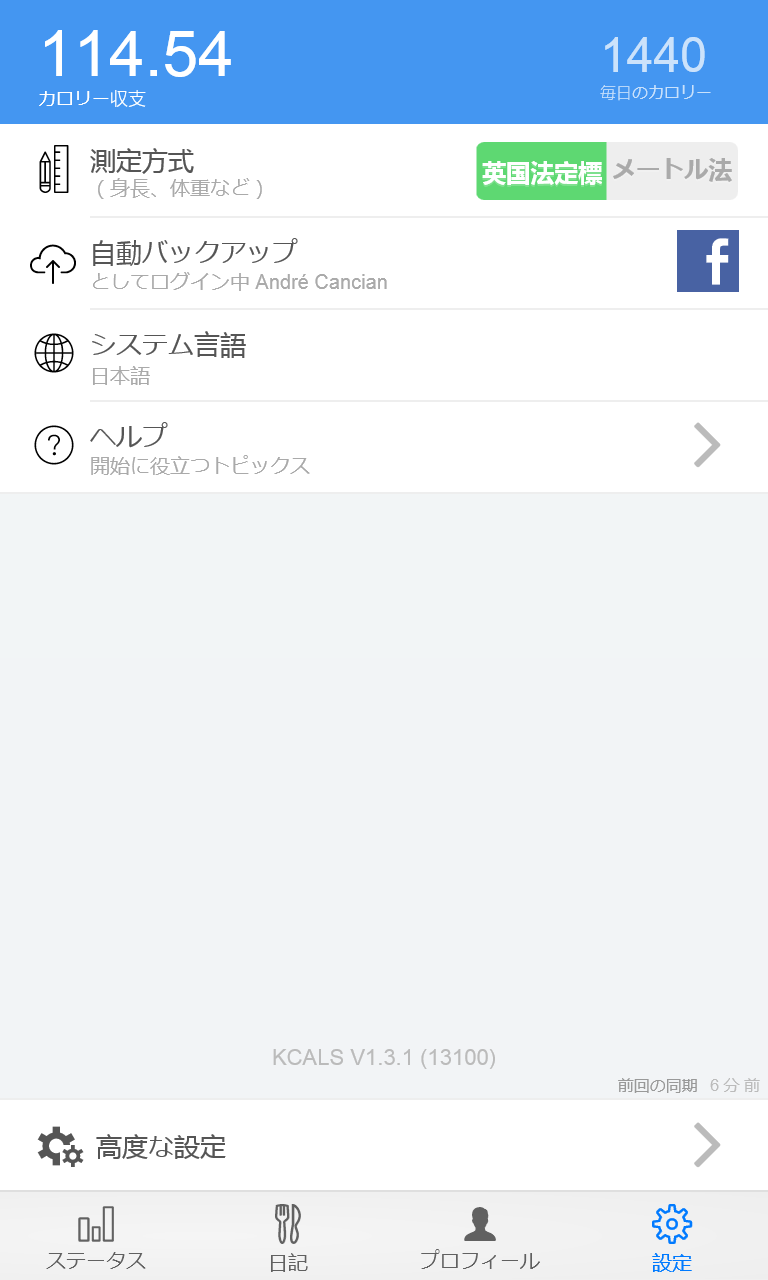 114.54
カロリー収支
1440
毎日のカロリー
測定方式
( 身長、体重など )
英国法定標
メートル法
自動バックアップ
としてログイン中 André Cancian
f
システム言語
日本語
ヘルプ
開始に役立つトピックス
KCALS V1.3.1 (13100)
前回の同期 6 分 前
高度な設定
ステータス
日記
プロフィール
設定